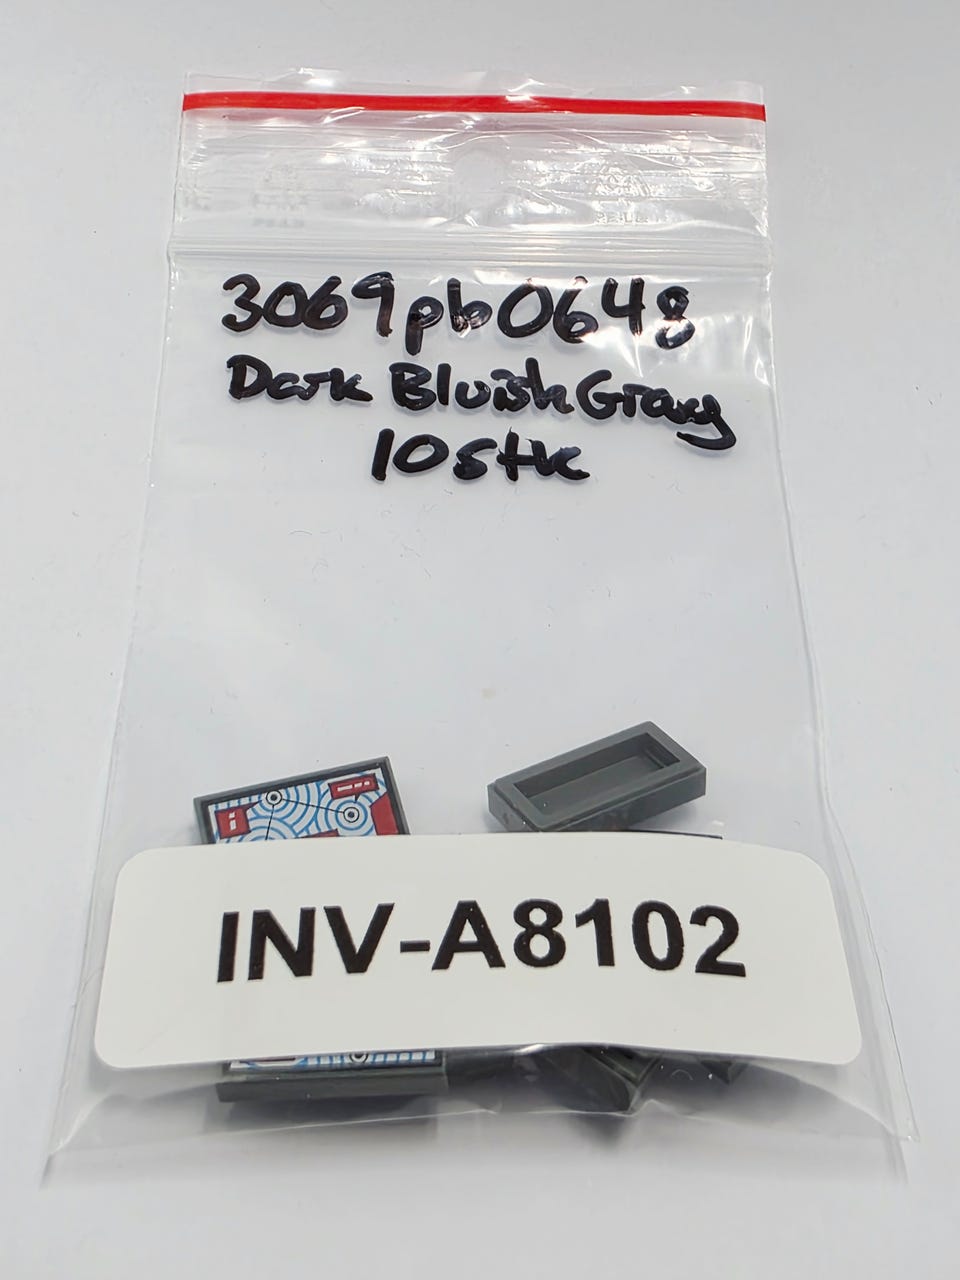 3069pb0648
Dark Bluish Gray
10stk
INV-A8102